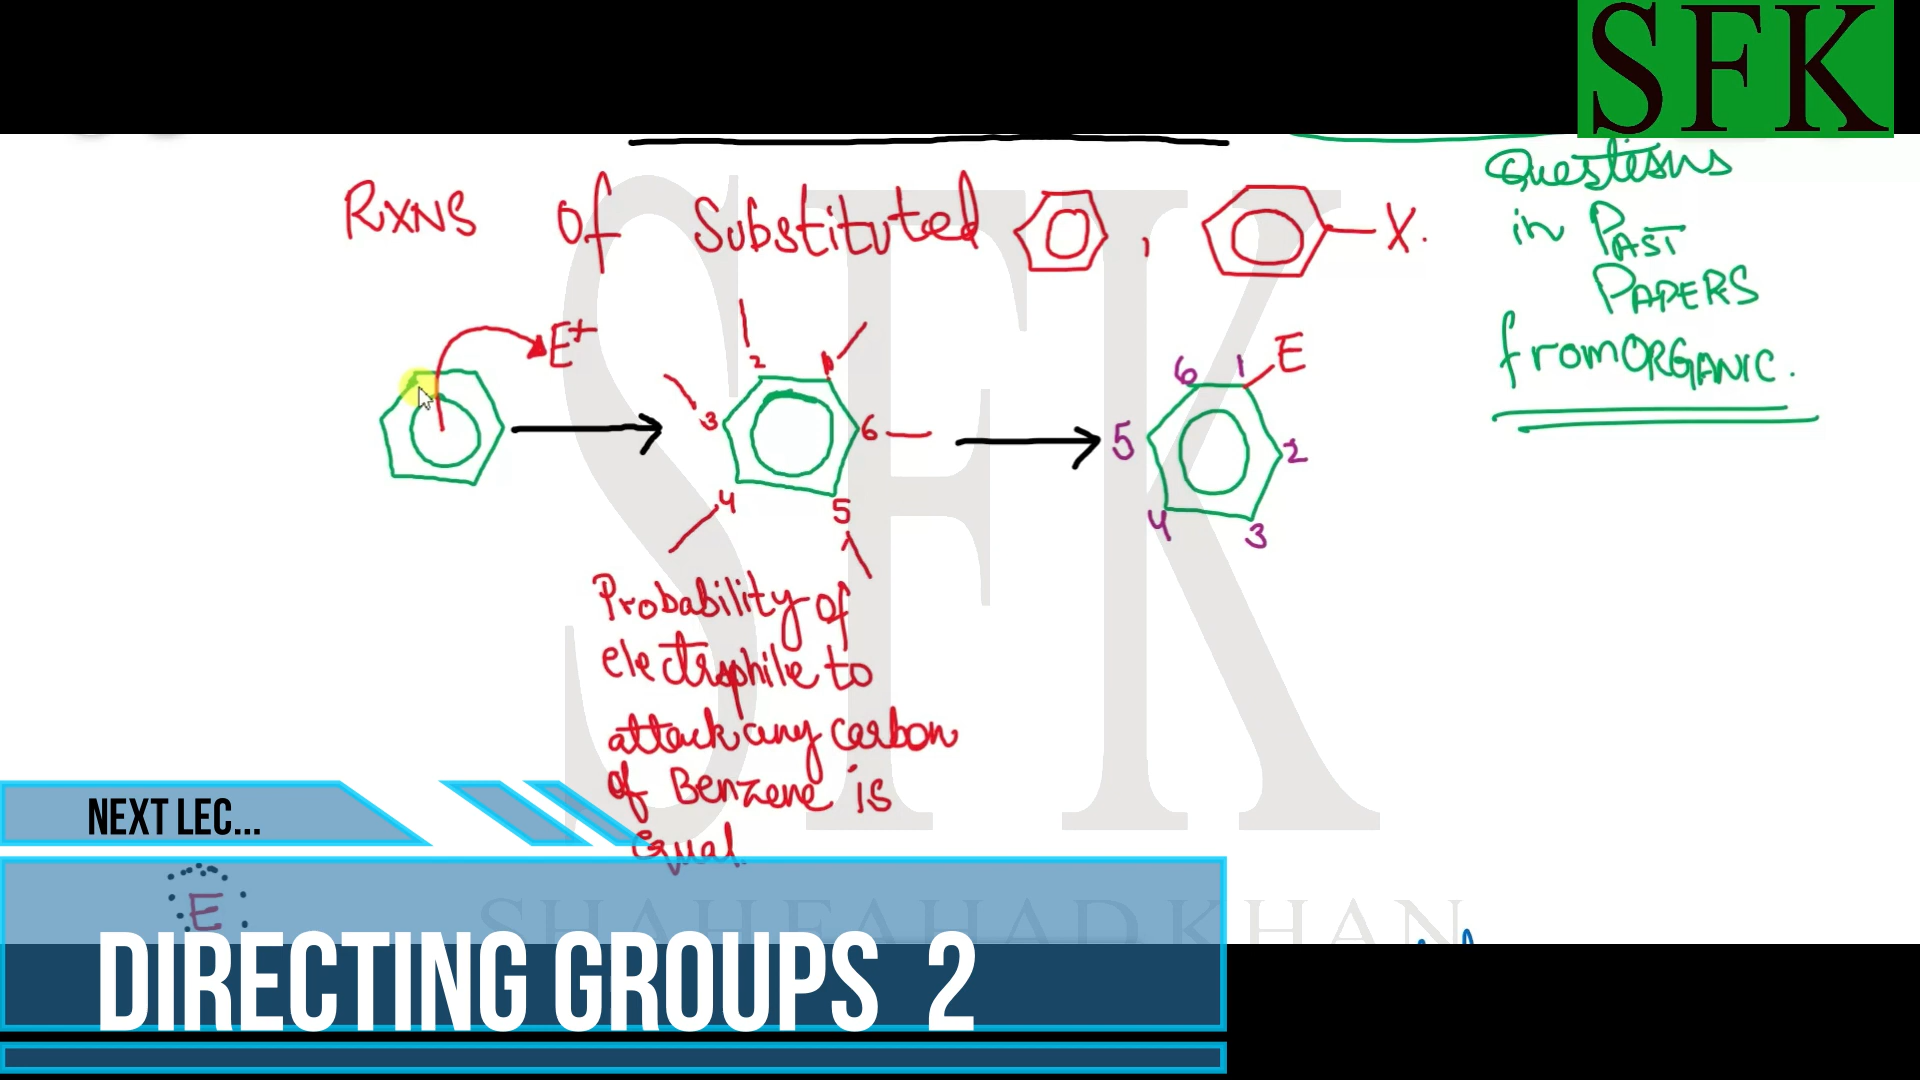 SFK
RXNS of Substituted , X.
Questions
in PAST
PAPERS
from ORGANIC.
E+
2 1
3 6
4 5
E
6 1
5 2
4 3
Probability of
electrophile to
attack any carbon
of Benzene is
Equal.
NEXT LEC...
E
SHAHFAHAD KHAN
DIRECTING GROUPS 2